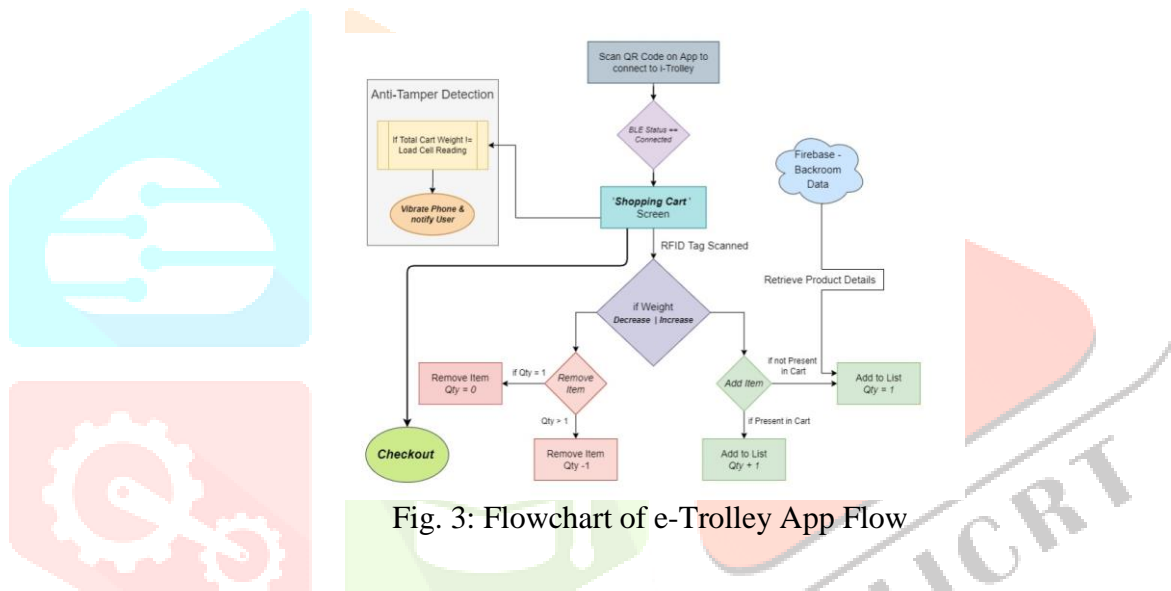 Scan QR Code on App to
connect to i-Trolley
Anti-Tamper Detection
If Total Cart Weight !=
Load Cell Reading
Vibrate Phone &
notify User
BLE Status ==
Connected
Firebase -
Backroom
Data
'Shopping Cart'
Screen
RFID Tag Scanned
Retrieve Product Details
if Weight
Decrease | Increase
Remove Item
Qty = 0
if Qty = 1
Remove
Item
Add Item
if not Present
in Cart
Add to List
Qty = 1
Qty > 1
if Present in Cart
Checkout
Remove Item
Qty -1
Add to List
Qty + 1
Fig. 3: Flowchart of e-Trolley App Flow
IJCRT